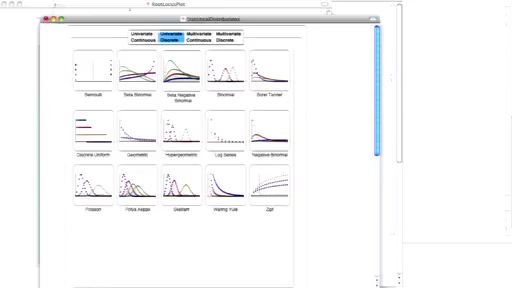 RootLocusPlot
Univariate Univariate Multivariate Multivariate
Continuous Discrete Continuous Discrete
Bernoulli Beta Binomial Beta Negative Binomial Binomial Borel Tanner
Discrete Uniform Geometric Hypergeometric Log Series Negative Binomial
Poisson Polya Aeppli Skellam Waring Yule Zipf